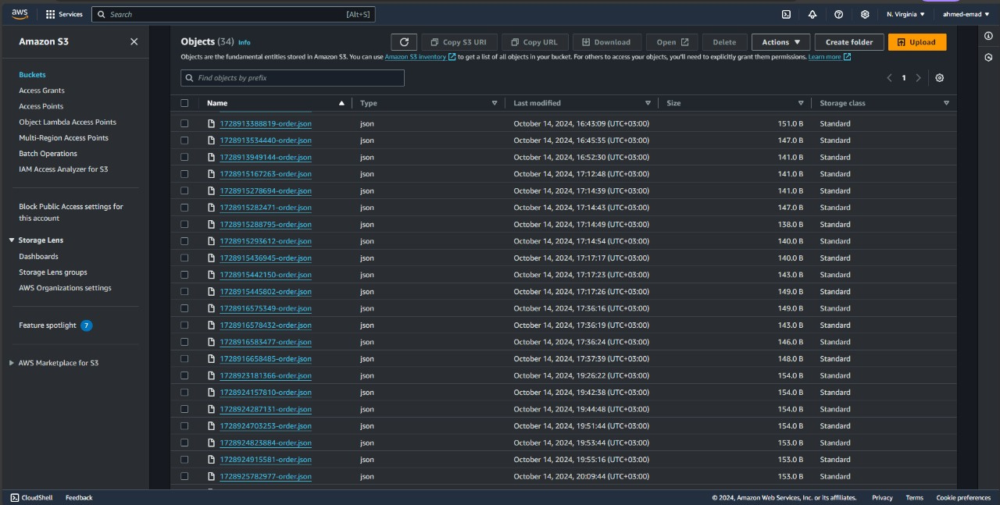 aws Services Search [Alt+S] N. Virginia ahmed-emad
Amazon S3
Buckets
Access Grants
Access Points
Object Lambda Access Points
Multi-Region Access Points
Batch Operations
IAM Access Analyzer for S3
Block Public Access settings for
this account
Storage Lens
Dashboards
Storage Lens groups
AWS Organizations settings
Feature spotlight 7
AWS Marketplace for S3
Objects (34) Info Copy S3 URI Copy URL Download Open Delete Actions Create folder Upload
Objects are the fundamental entities stored in Amazon S3. You can use Amazon S3 inventory to get a list of all objects in your bucket. For others to access your objects, you'll need to explicitly grant them permissions. Learn more
Find objects by prefix 1
Name Type Last modified Size Storage class
1728913388819-order.json json October 14, 2024, 16:43:09 (UTC+03:00) 151.0 B Standard
1728913534440-order.json json October 14, 2024, 16:45:35 (UTC+03:00) 147.0 B Standard
1728913949144-order.json json October 14, 2024, 16:52:30 (UTC+03:00) 141.0 B Standard
1728915167263-order.json json October 14, 2024, 17:12:48 (UTC+03:00) 141.0 B Standard
1728915278694-order.json json October 14, 2024, 17:14:39 (UTC+03:00) 141.0 B Standard
1728915282471-order.json json October 14, 2024, 17:14:43 (UTC+03:00) 147.0 B Standard
1728915288795-order.json json October 14, 2024, 17:14:49 (UTC+03:00) 138.0 B Standard
1728915293612-order.json json October 14, 2024, 17:14:54 (UTC+03:00) 140.0 B Standard
1728915436945-order.json json October 14, 2024, 17:17:17 (UTC+03:00) 140.0 B Standard
1728915442150-order.json json October 14, 2024, 17:17:23 (UTC+03:00) 143.0 B Standard
1728915445802-order.json json October 14, 2024, 17:17:26 (UTC+03:00) 149.0 B Standard
1728916575349-order.json json October 14, 2024, 17:36:16 (UTC+03:00) 149.0 B Standard
1728916578432-order.json json October 14, 2024, 17:36:19 (UTC+03:00) 143.0 B Standard
1728916583477-order.json json October 14, 2024, 17:36:24 (UTC+03:00) 146.0 B Standard
1728916658485-order.json json October 14, 2024, 17:37:39 (UTC+03:00) 148.0 B Standard
1728923181366-order.json json October 14, 2024, 19:26:22 (UTC+03:00) 154.0 B Standard
1728924157810-order.json json October 14, 2024, 19:42:38 (UTC+03:00) 154.0 B Standard
1728924287131-order.json json October 14, 2024, 19:44:48 (UTC+03:00) 154.0 B Standard
1728924703253-order.json json October 14, 2024, 19:51:44 (UTC+03:00) 154.0 B Standard
1728924823884-order.json json October 14, 2024, 19:53:44 (UTC+03:00) 153.0 B Standard
1728924915581-order.json json October 14, 2024, 19:55:16 (UTC+03:00) 153.0 B Standard
1728925782977-order.json json October 14, 2024, 20:09:44 (UTC+03:00) 153.0 B Standard
CloudShell Feedback © 2024, Amazon Web Services, Inc. or its affiliates. Privacy Terms Cookie preferences